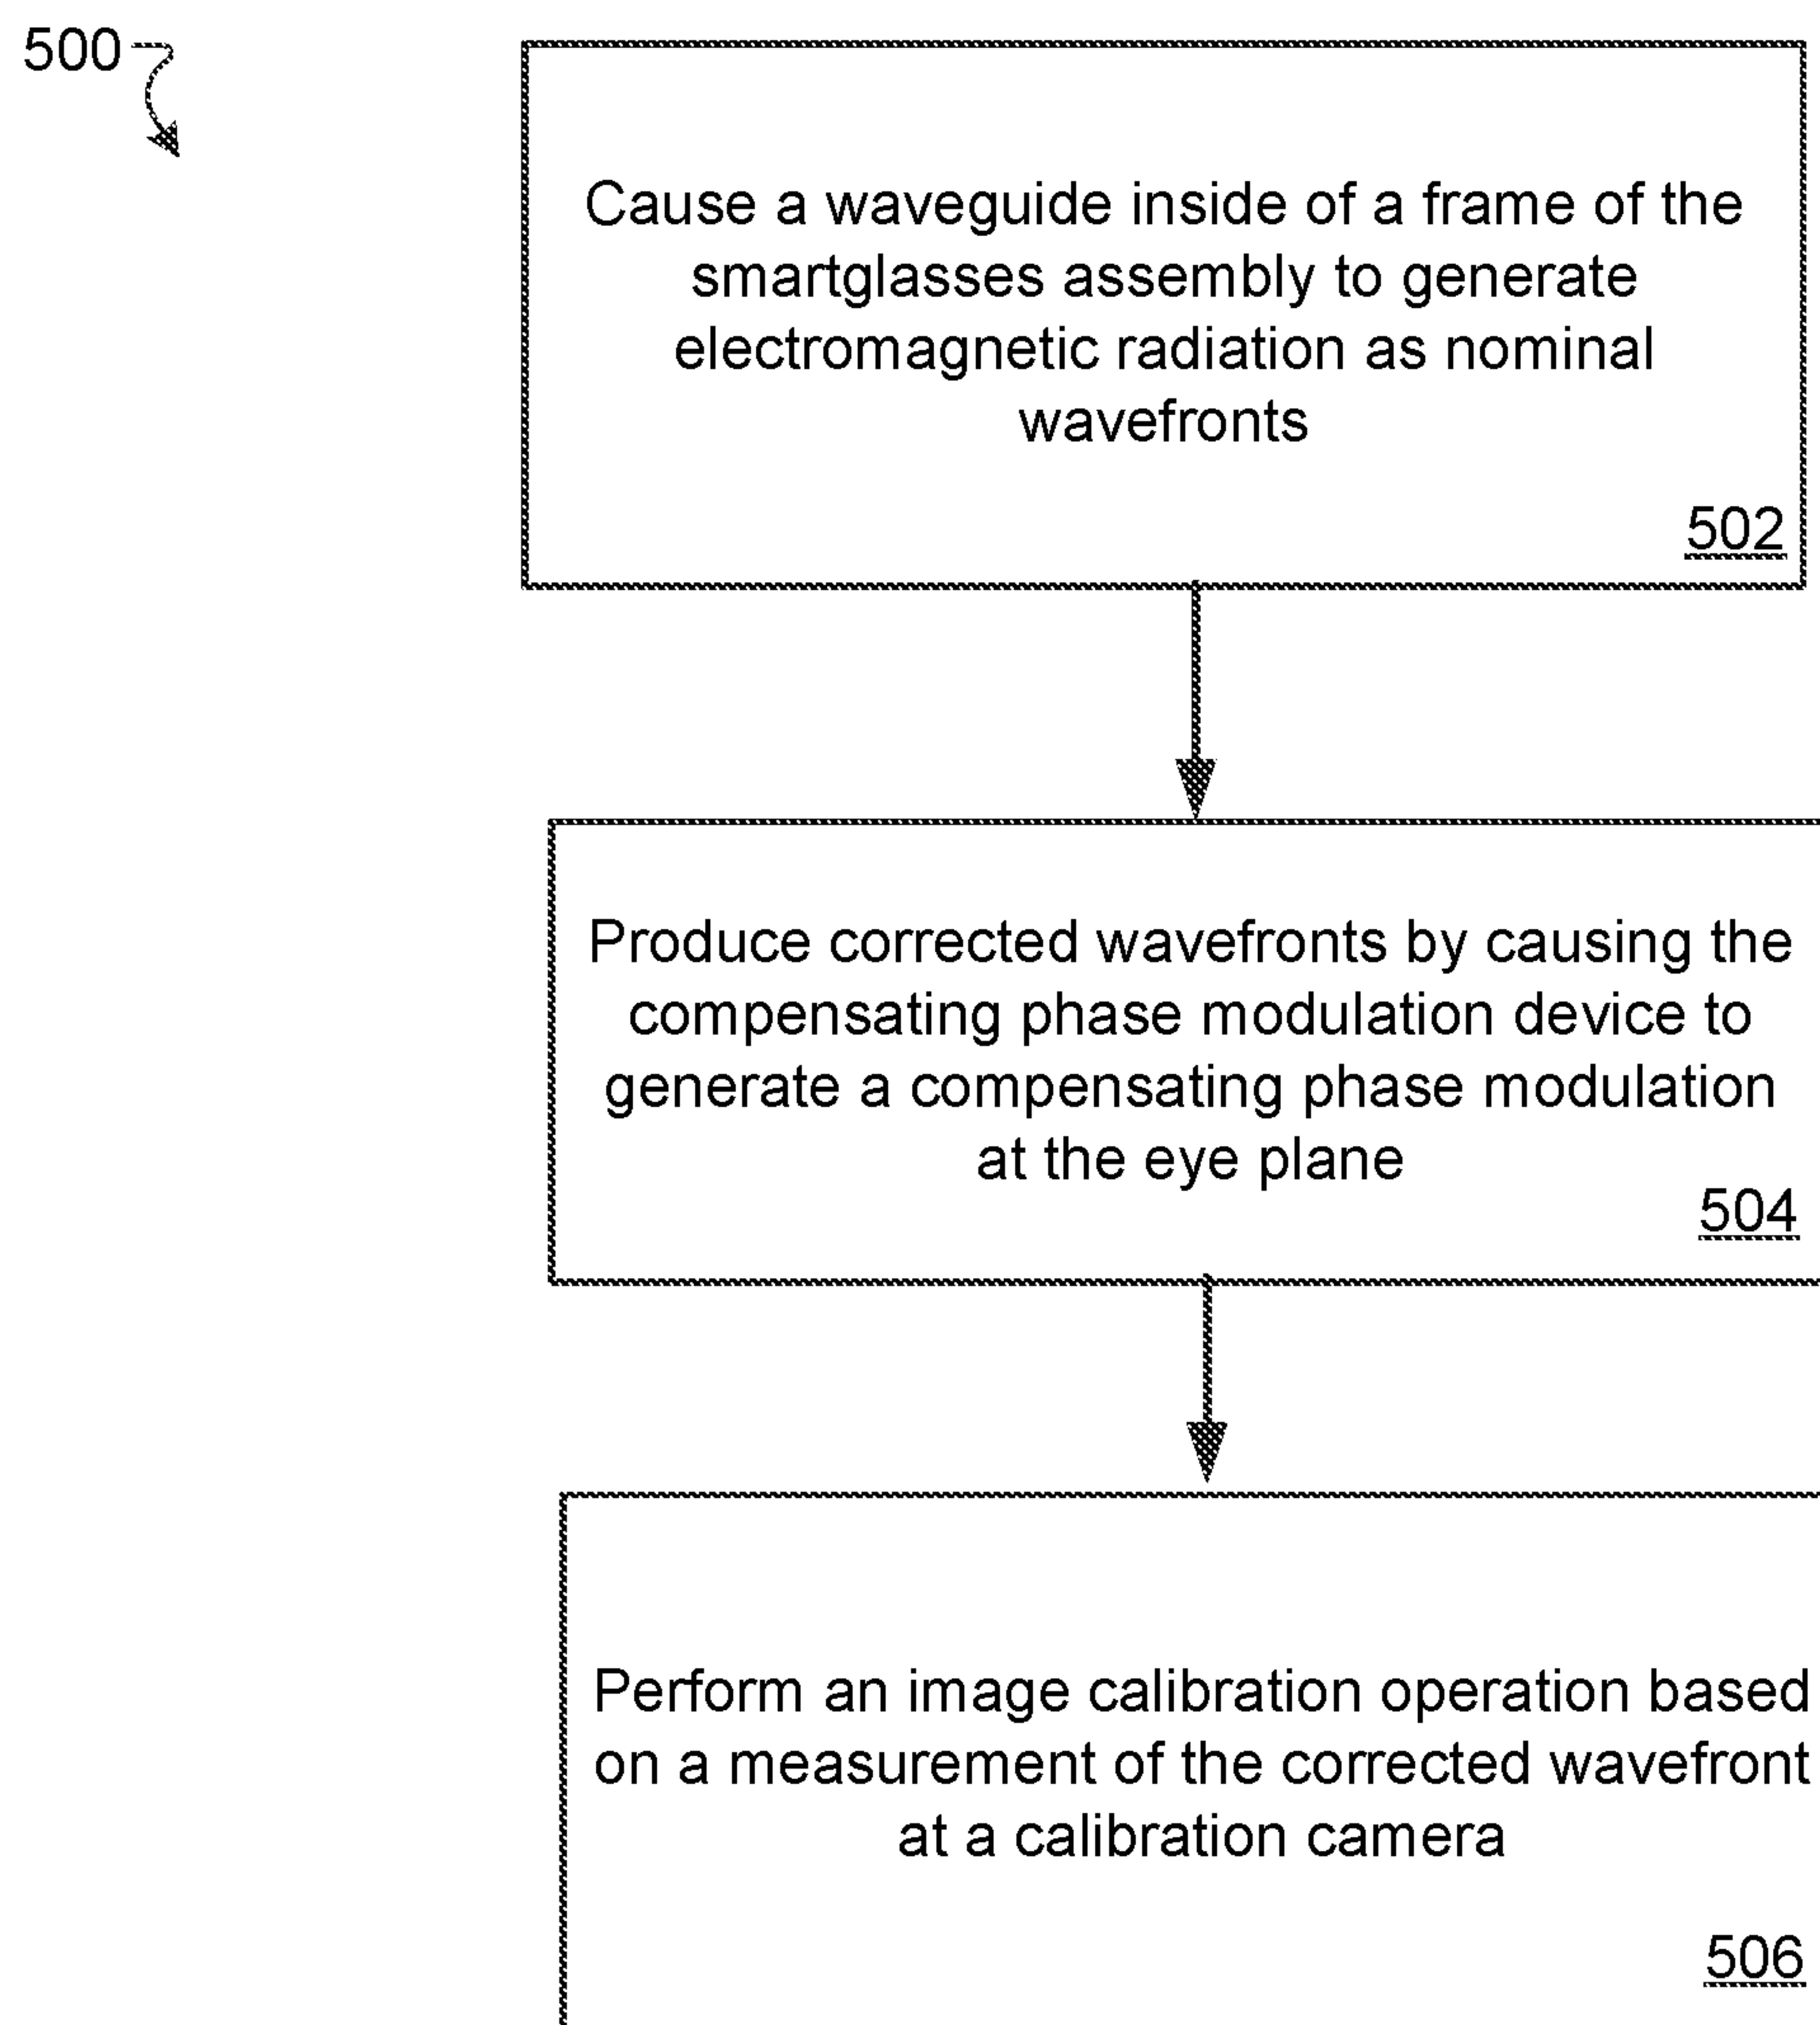 500
Cause a waveguide inside of a frame of the
smartglasses assembly to generate
electromagnetic radiation as nominal
wavefronts
502
Produce corrected wavefronts by causing the
compensating phase modulation device to
generate a compensating phase modulation
at the eye plane
504
Perform an image calibration operation based
on a measurement of the corrected wavefront
at a calibration camera
506